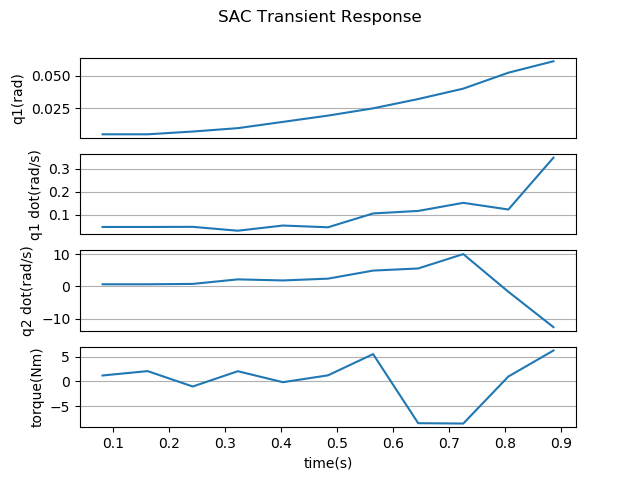 SAC Transient Response
q1(rad)
0.050
0.025
q1 dot(rad/s)
0.3
0.2
0.1
q2 dot(rad/s)
10
0
−10
torque(Nm)
5
0
−5
0.1 0.2 0.3 0.4 0.5 0.6 0.7 0.8 0.9
time(s)